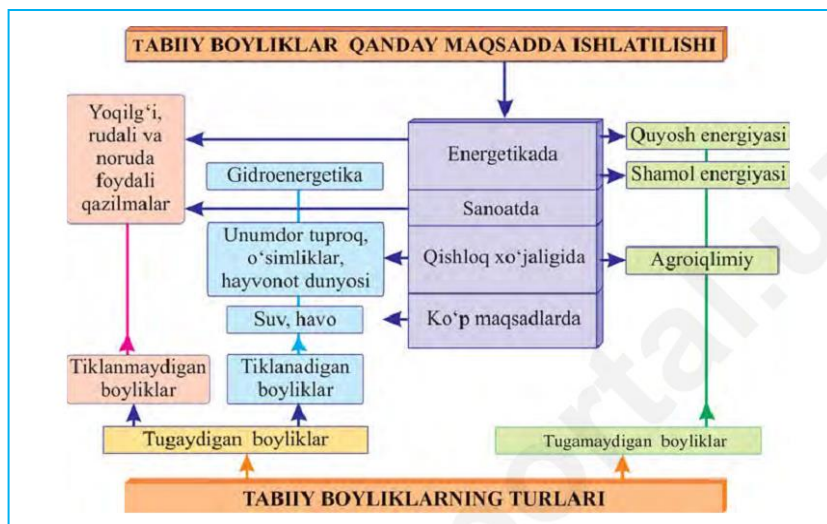 TABIIY BOYLIKLAR QANDAY MAQSADDA ISHLATILISHI
Yoqilg‘i,
rudali va
noruda
foydali
qazilmalar
Gidroenergetika
Unumdor tuproq,
o‘simliklar,
hayvonot dunyosi
Suv, havo
Energetikada
Sanoatda
Qishloq xo‘jaligida
Ko‘p maqsadlarda
Quyosh energiyasi
Shamol energiyasi
Agroiqlimiy
Tiklanmaydigan
boyliklar
Tiklanadigan
boyliklar
Tugaydigan boyliklar
Tugamaydigan boyliklar
TABIIY BOYLIKLARNING TURLARI
portal.uz